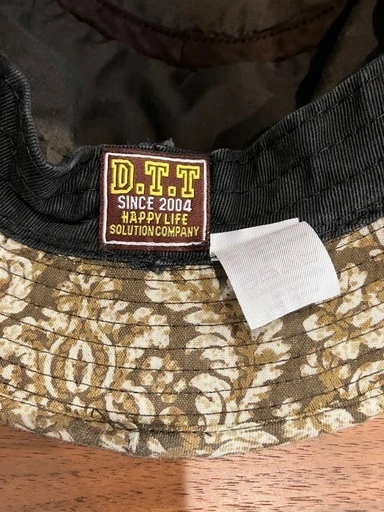 D.T.T
SINCE 2004
HAPPY LIFE
SOLUTION COMPANY